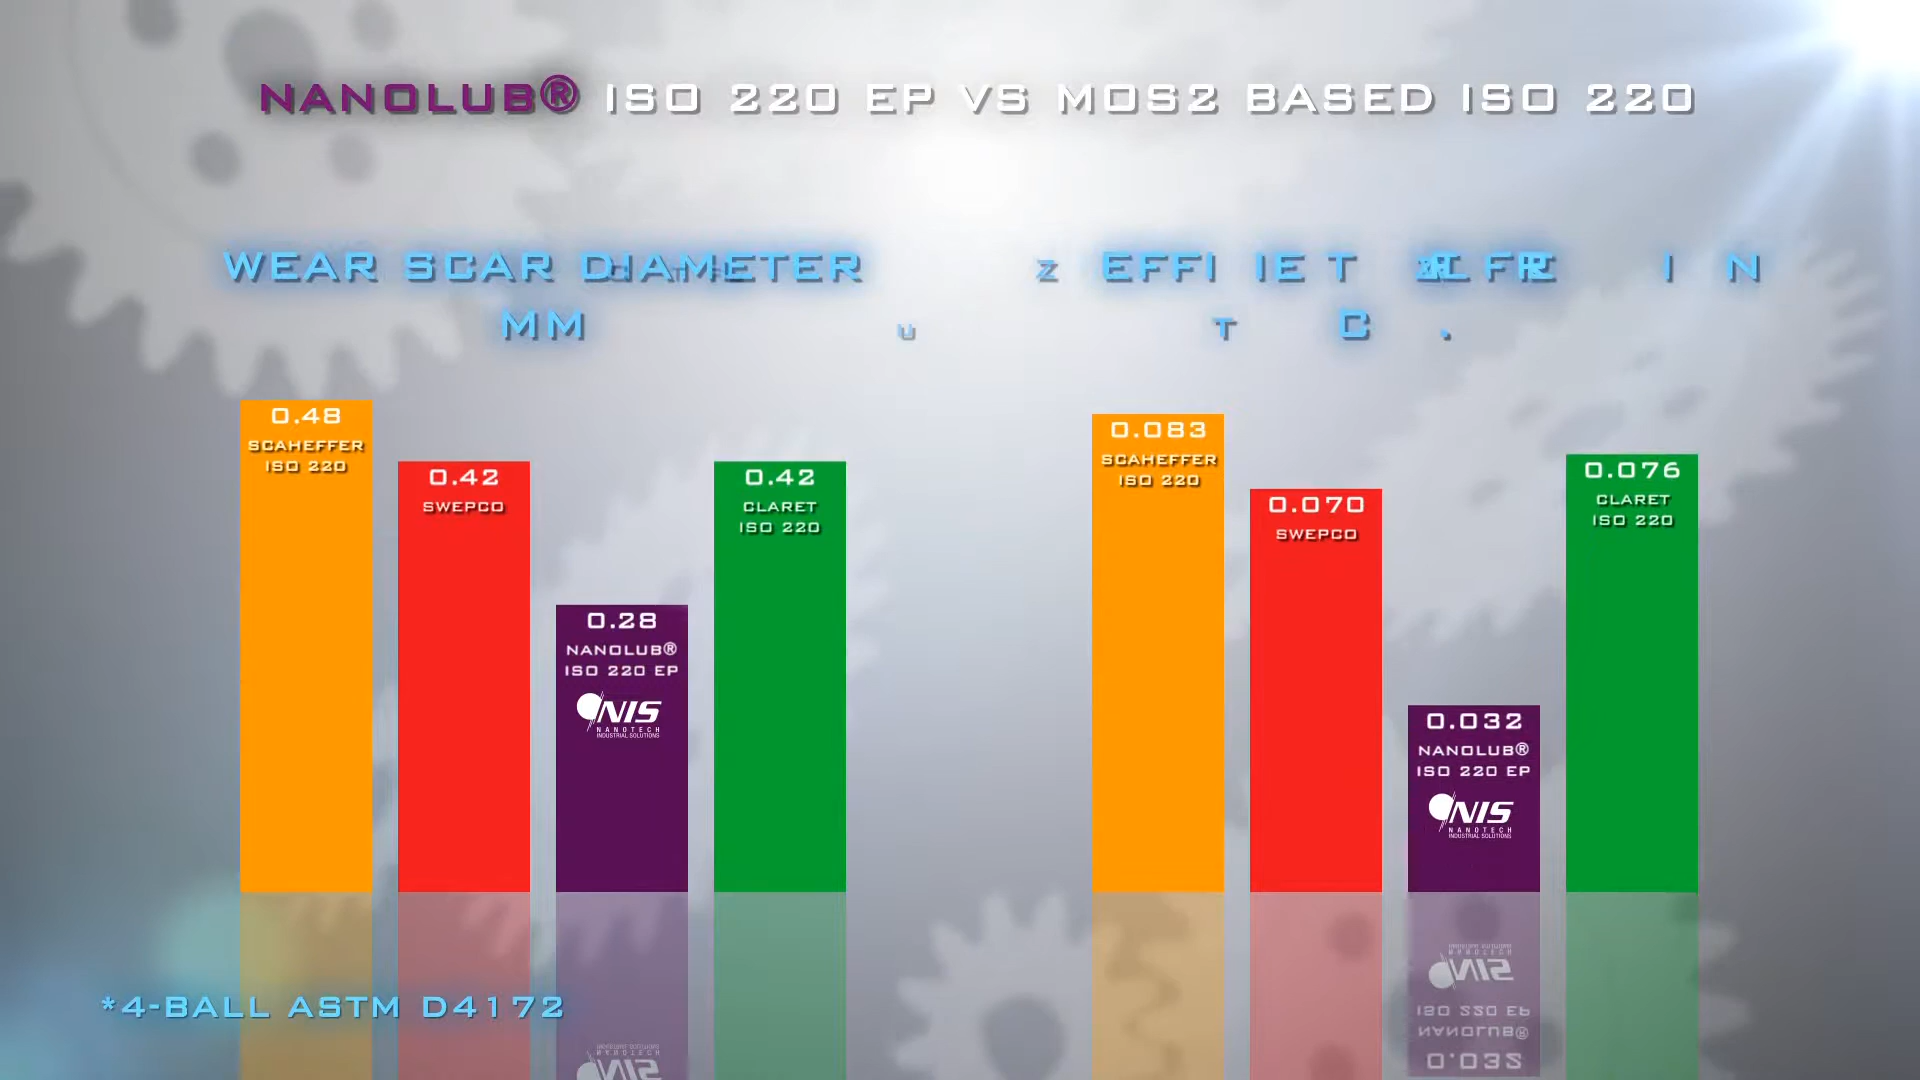 NANOLUB® ISO 220 EP VS MOS2 BASED ISO 220
WEAR SCAR DIAMETER
MM
0.48
SCAHEFFER
ISO 220
0.42
SWEPCO
0.28
NANOLUB®
ISO 220 EP
NIS
NANOTECH
INDUSTRIAL SOLUTIONS
0.42
CLARET
ISO 220
0.083
SCAHEFFER
ISO 220
0.070
SWEPCO
0.032
NANOLUB®
ISO 220 EP
NIS
NANOTECH
INDUSTRIAL SOLUTIONS
0.076
CLARET
ISO 220
*4-BALL ASTM D4172